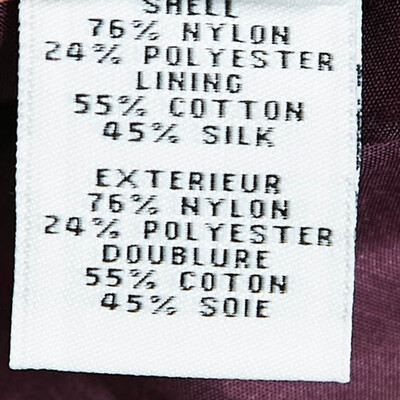 SHELL
76% NYLON
24% POLYESTER
LINING
55% COTTON
45% SILK
EXTERIEUR
76% NYLON
24% POLYESTER
DOUBLURE
55% COTON
45% SOIE